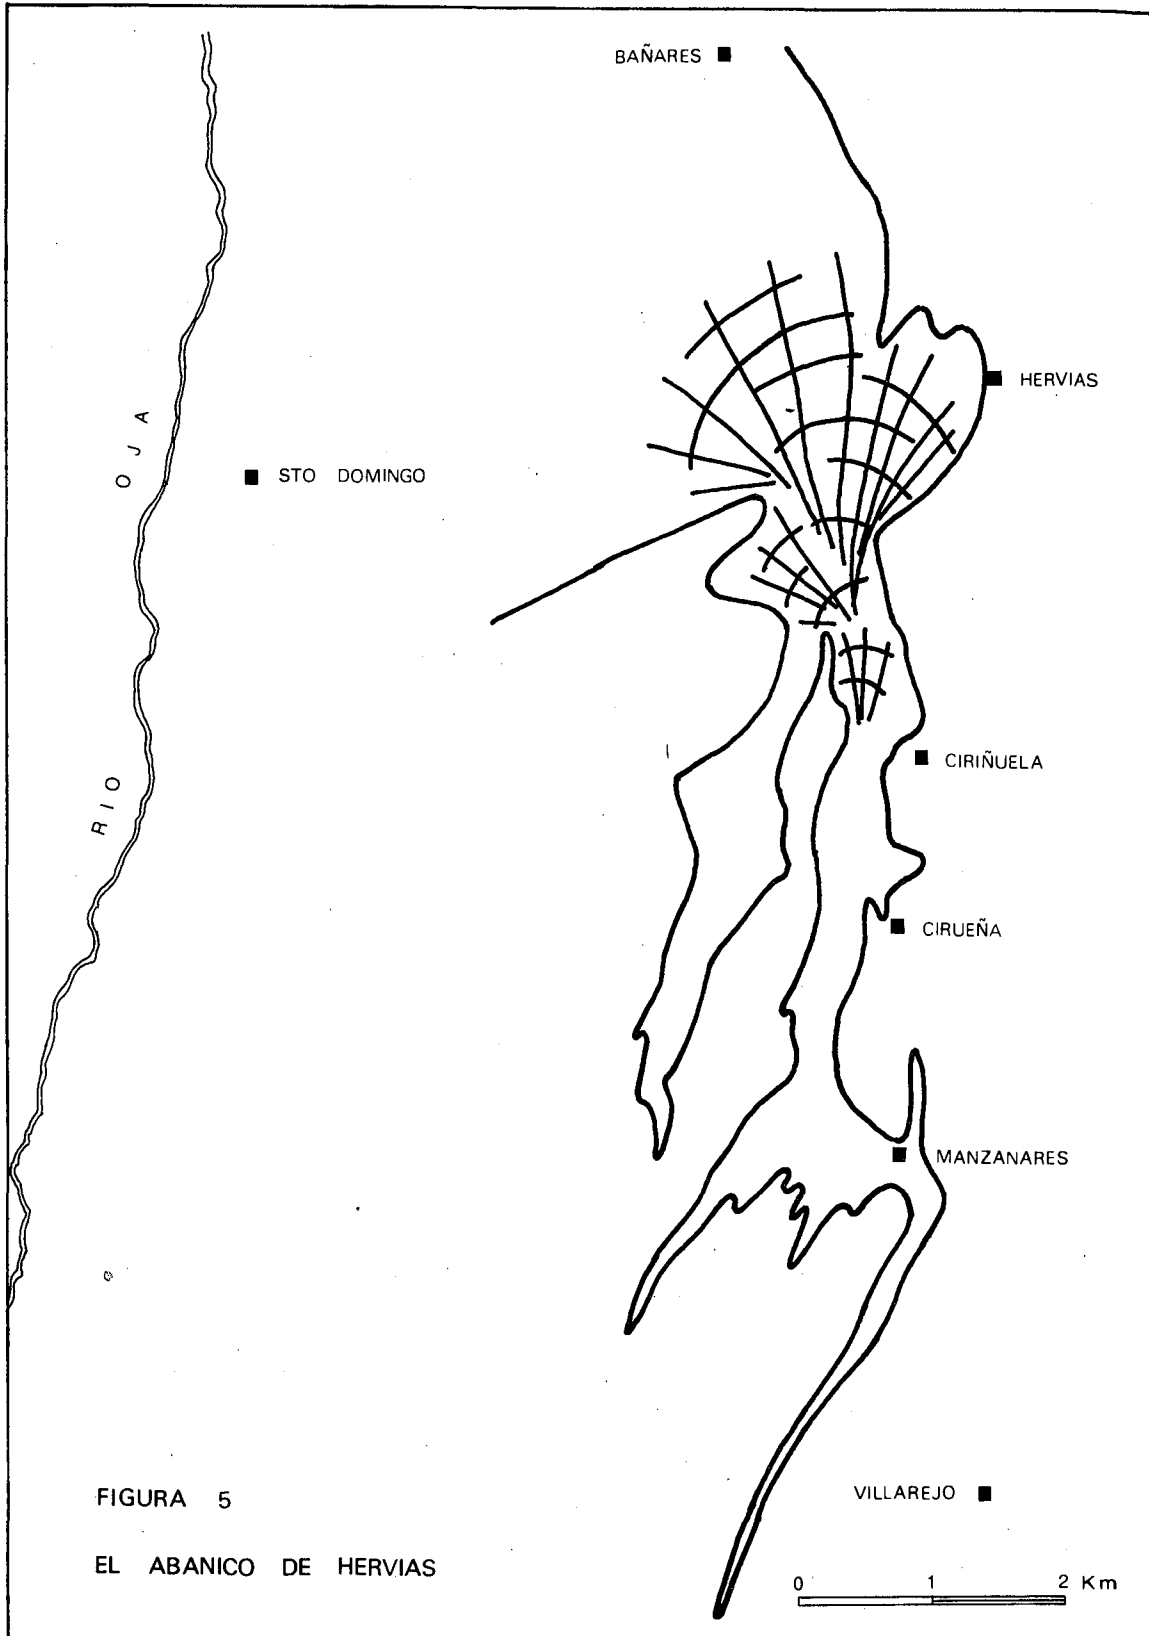 BAÑARES
HERVIAS
STO DOMINGO
RIO OJA
CIRIÑUELA
CIRUEÑA
MANZANARES
VILLAREJO
FIGURA 5
EL ABANICO DE HERVIAS
0 1 2 Km